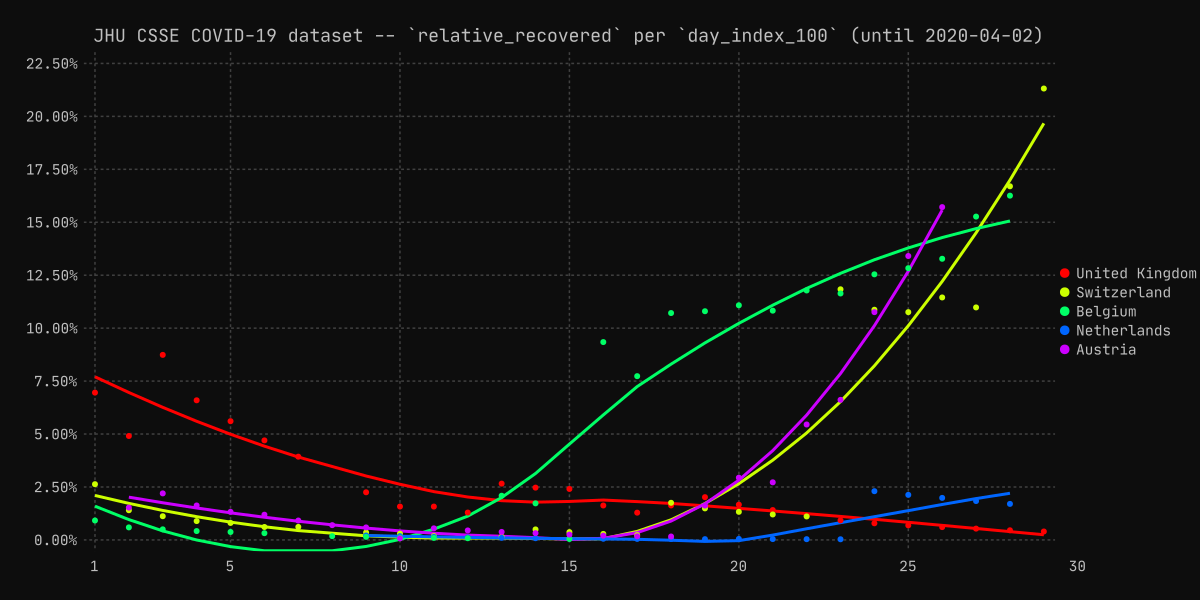 JHU CSSE COVID-19 dataset -- `relative_recovered` per `day_index_100` (until 2020-04-02)
22.50%
20.00%
17.50%
15.00%
12.50%
10.00%
7.50%
5.00%
2.50%
0.00%
1 5 10 15 20 25 30
United Kingdom
Switzerland
Belgium
Netherlands
Austria